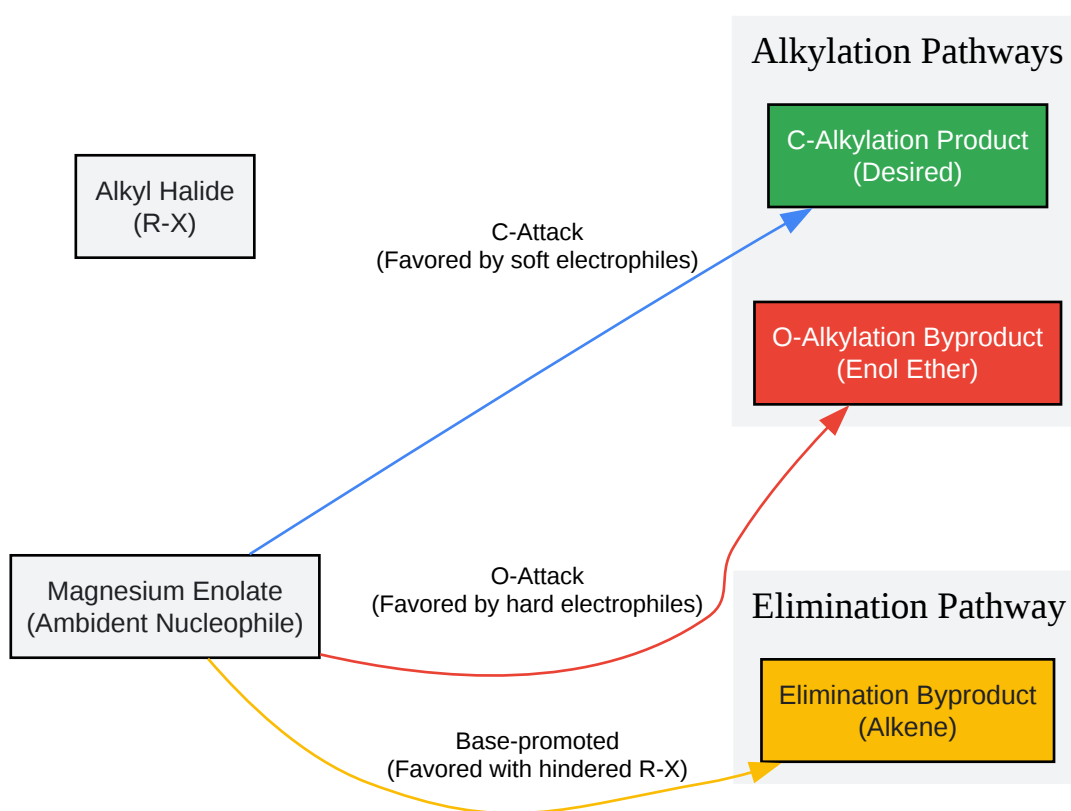 Alkylation Pathways
C-Alkylation Product
(Desired)
Alkyl Halide
(R-X)
C-Attack
(Favored by soft electrophiles)
O-Alkylation Byproduct
(Enol Ether)
Magnesium Enolate
(Ambident Nucleophile)
O-Attack
(Favored by hard electrophiles)
Elimination Pathway
Elimination Byproduct
(Alkene)
Base-promoted
(Favored with hindered R-X)